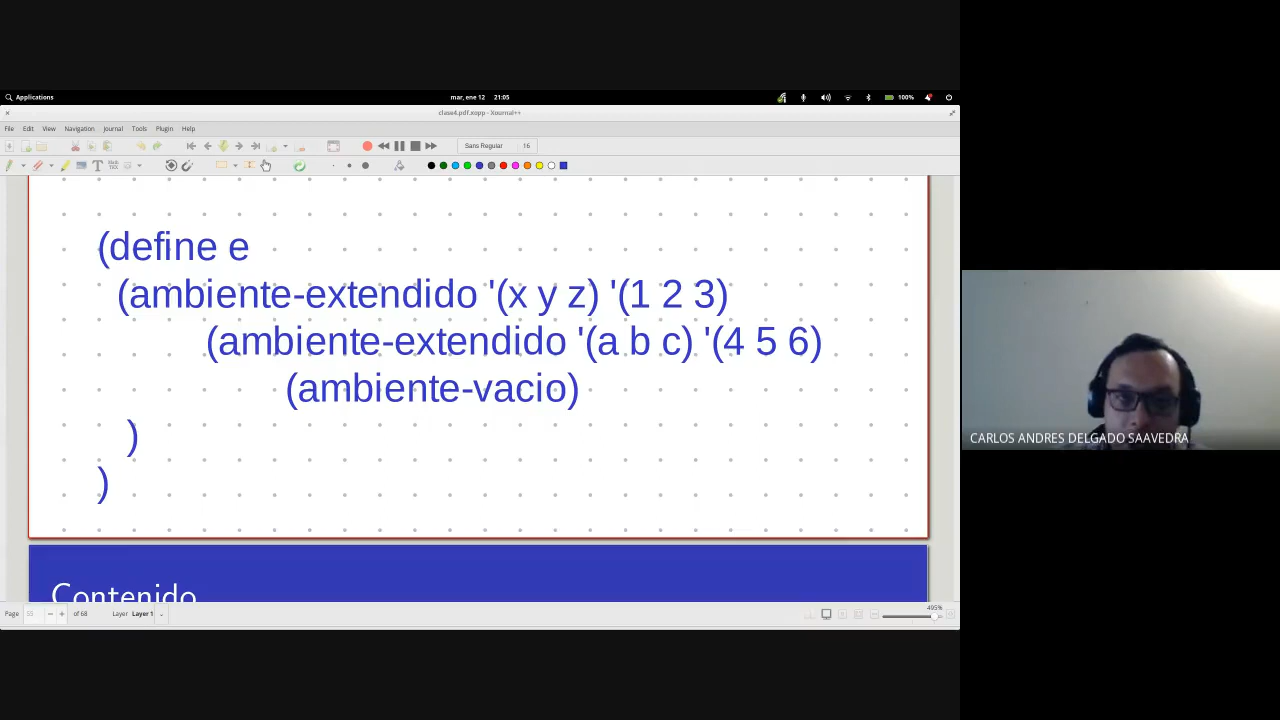 Applications
mar, ene 12 21:05
100%
clase4.pdf.xopp - Xournal++
File Edit View Navigation Journal Tools Plugin Help
Sans Regular 16
(define e
(ambiente-extendido '(x y z) '(1 2 3)
(ambiente-extendido '(a b c) '(4 5 6)
(ambiente-vacio)
)
)
CARLOS ANDRES DELGADO SAAVEDRA
Contenido
Page of 68 Layer Layer 1
495%